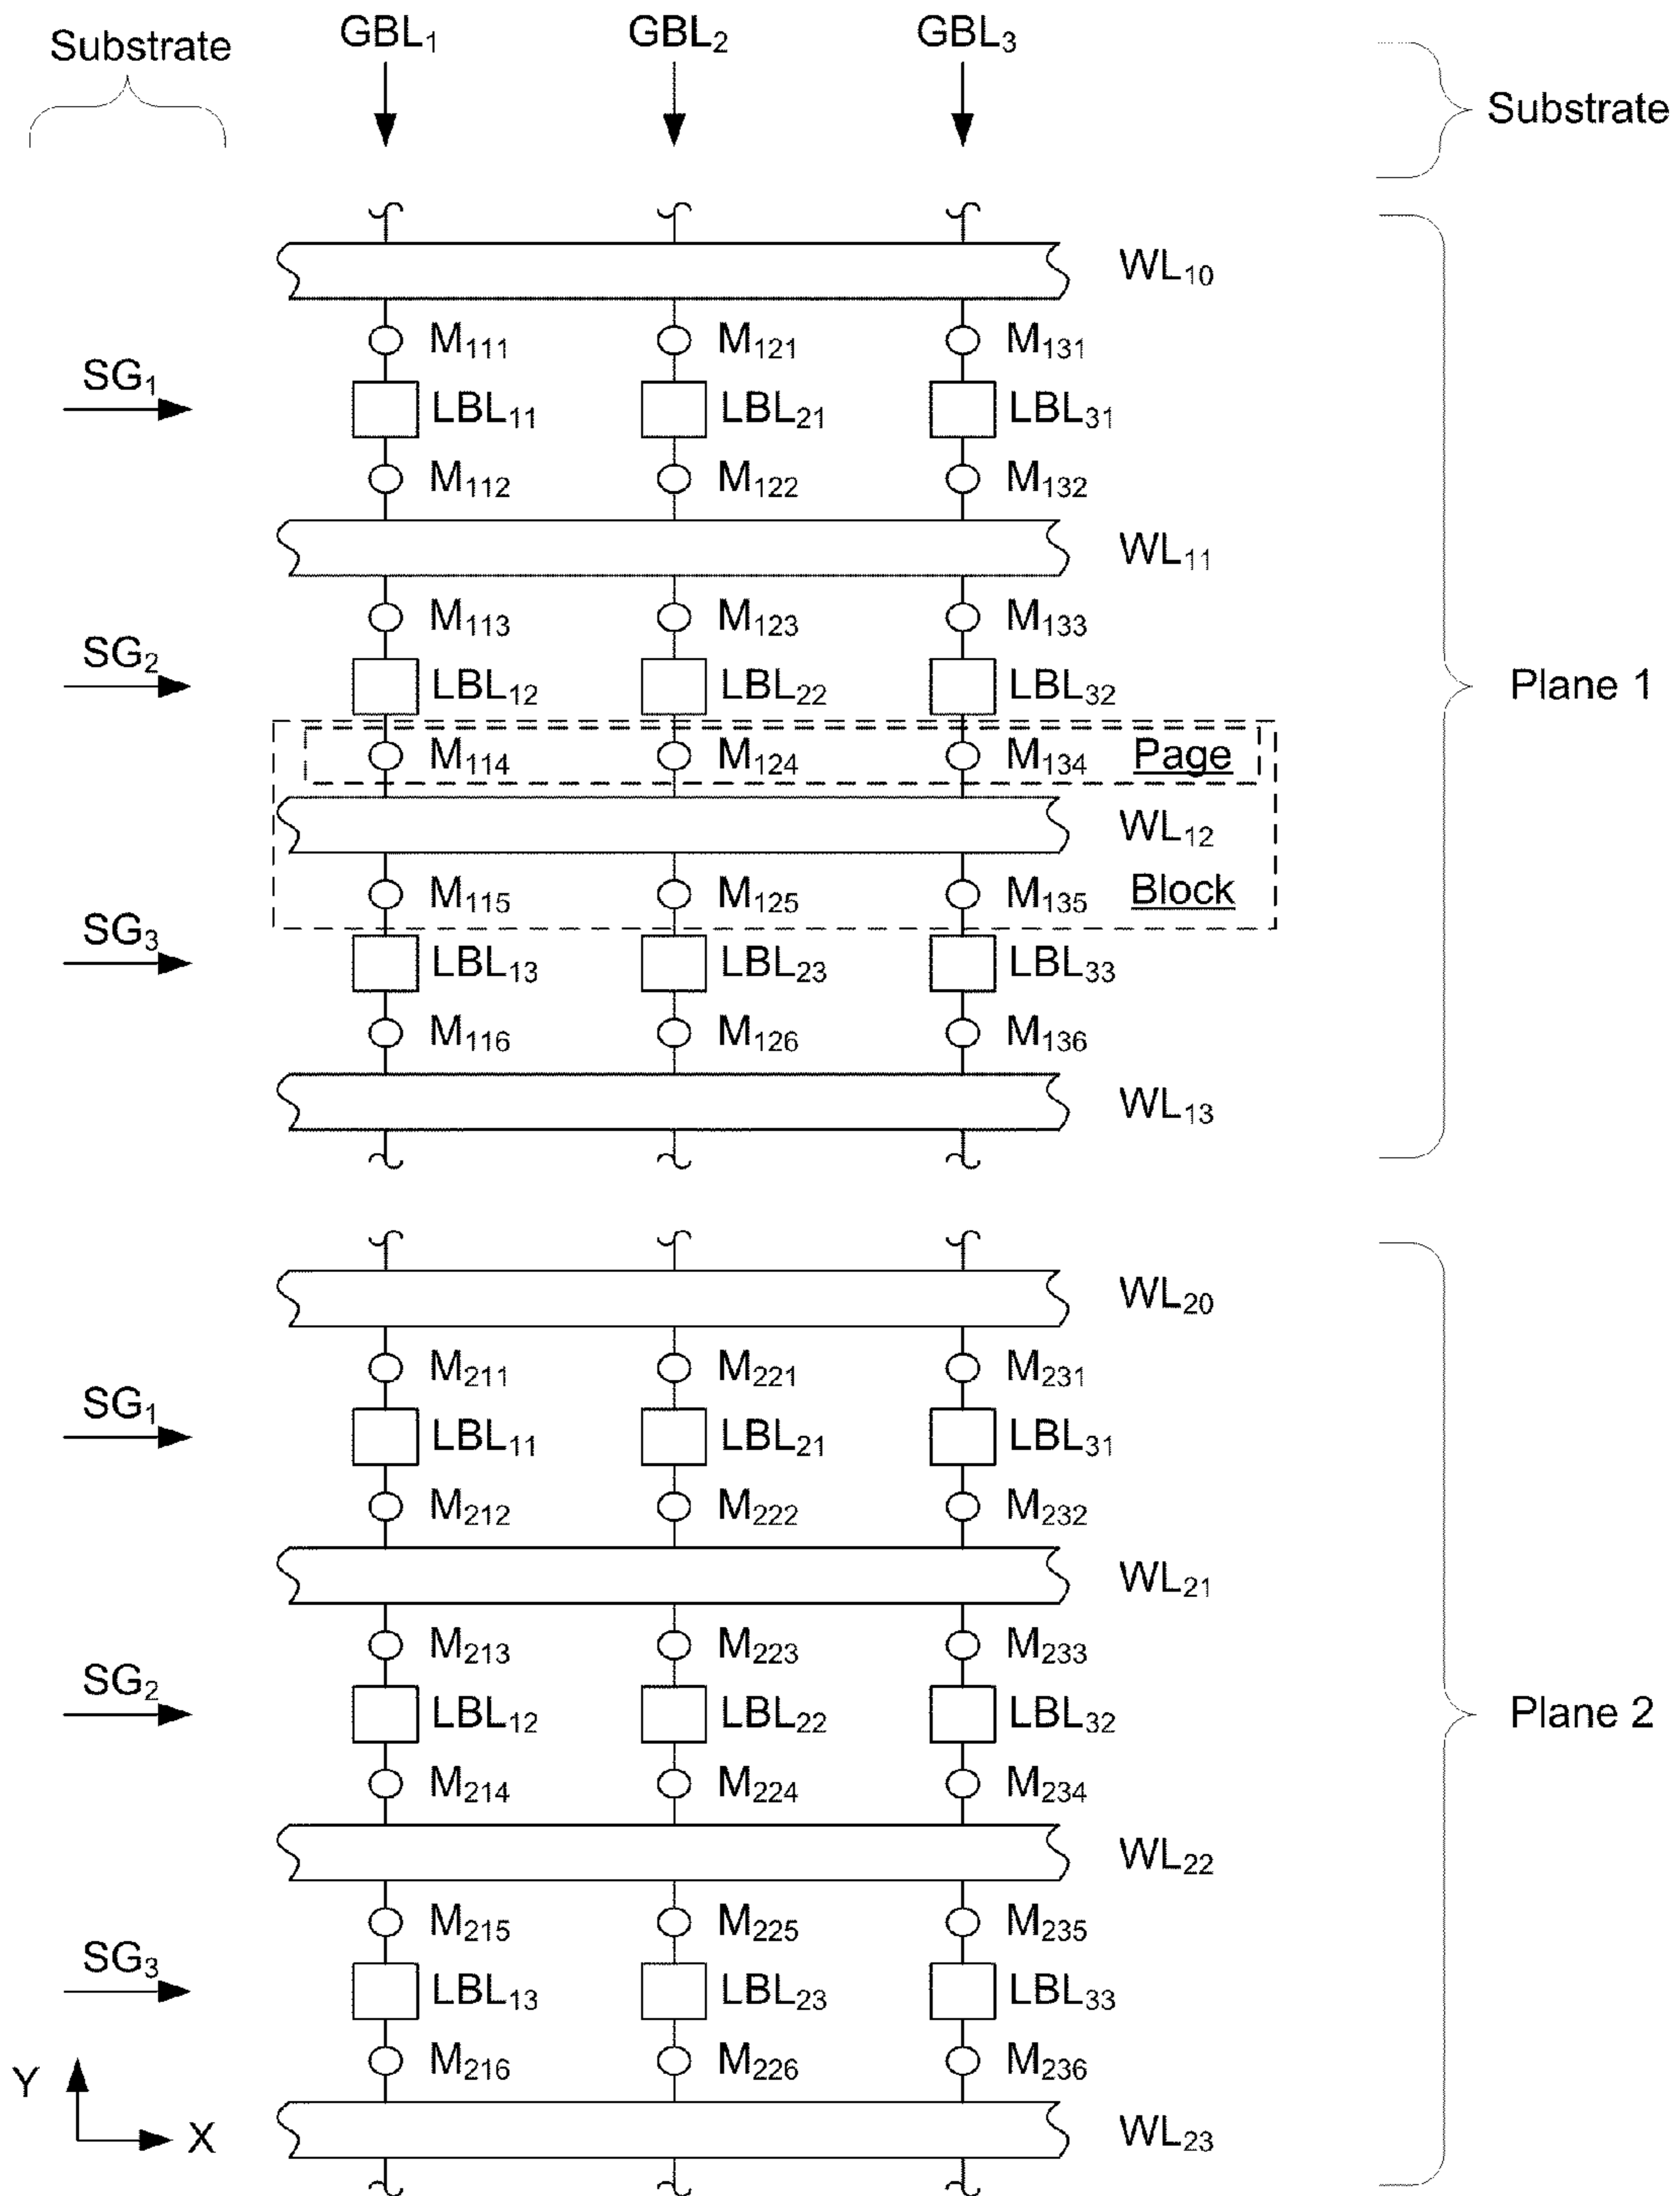 Substrate GBL₁ GBL₂ GBL₃
Substrate
WL₁₀
M₁₁₁ M₁₂₁ M₁₃₁
SG₁ LBL₁₁ LBL₂₁ LBL₃₁
M₁₁₂ M₁₂₂ M₁₃₂
WL₁₁
M₁₁₃ M₁₂₃ M₁₃₃
SG₂ LBL₁₂ LBL₂₂ LBL₃₂ Plane 1
M₁₁₄ M₁₂₄ M₁₃₄ Page
WL₁₂
M₁₁₅ M₁₂₅ M₁₃₅ Block
SG₃ LBL₁₃ LBL₂₃ LBL₃₃
M₁₁₆ M₁₂₆ M₁₃₆
WL₁₃
WL₂₀
M₂₁₁ M₂₂₁ M₂₃₁
SG₁ LBL₁₁ LBL₂₁ LBL₃₁
M₂₁₂ M₂₂₂ M₂₃₂
WL₂₁
M₂₁₃ M₂₂₃ M₂₃₃
SG₂ LBL₁₂ LBL₂₂ LBL₃₂ Plane 2
M₂₁₄ M₂₂₄ M₂₃₄
WL₂₂
M₂₁₅ M₂₂₅ M₂₃₅
SG₃ LBL₁₃ LBL₂₃ LBL₃₃
M₂₁₆ M₂₂₆ M₂₃₆
Y
X WL₂₃